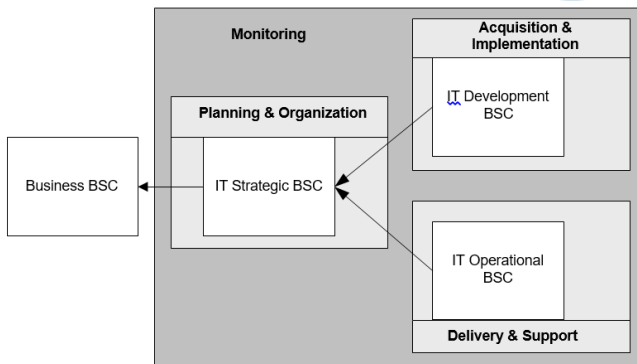 Monitoring
Acquisition &
Implementation
IT Development
BSC
Planning & Organization
Business BSC
IT Strategic BSC
IT Operational
BSC
Delivery & Support